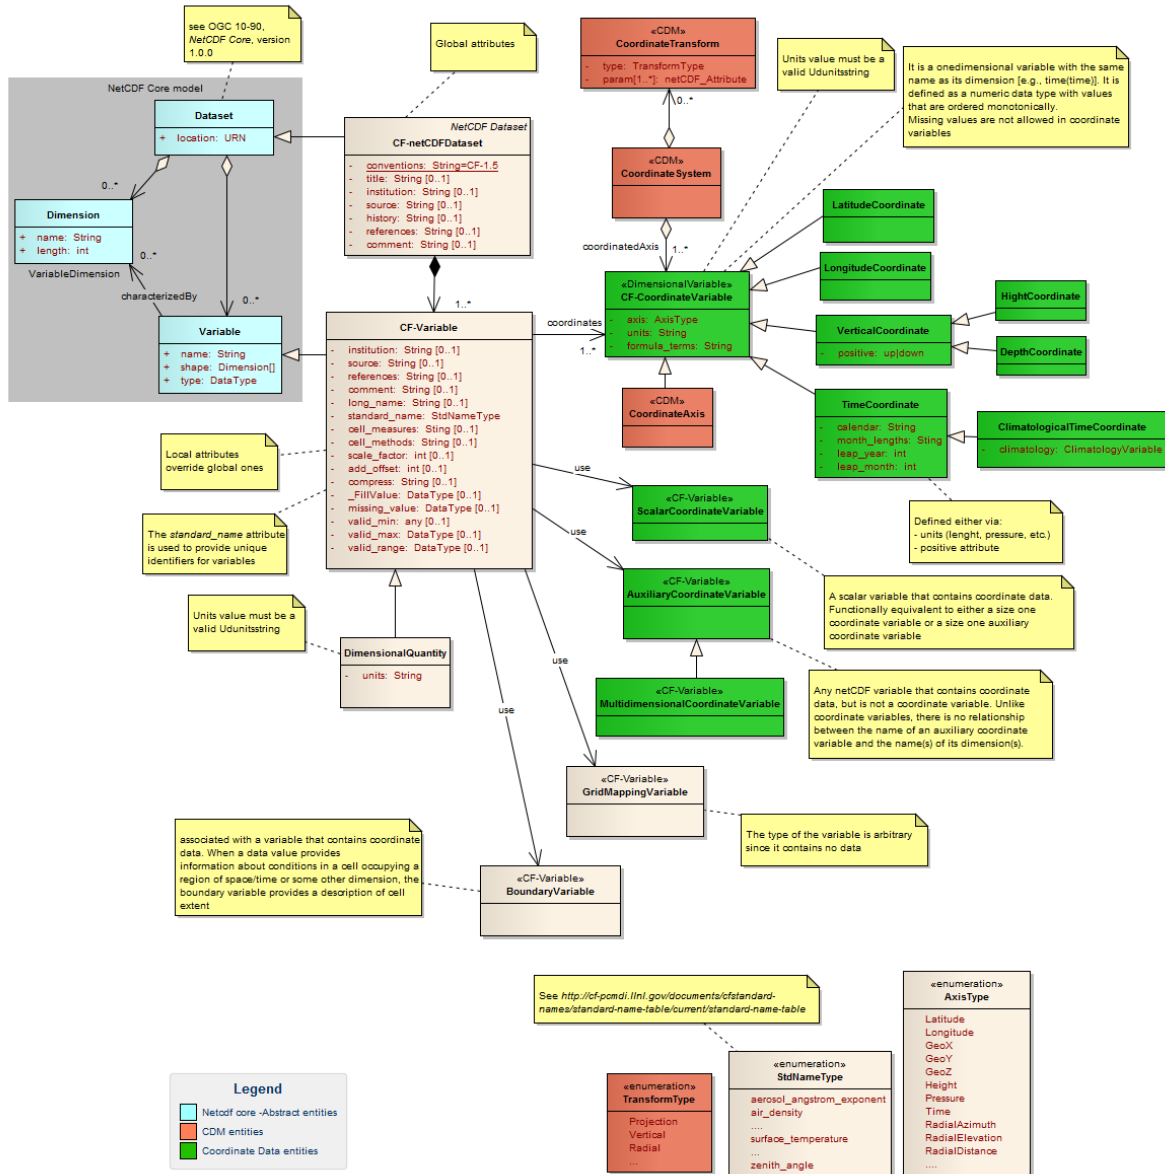 see OGC 10-90,
NetCDF Core, version
1.0.0
Global attributes
«CDM»
CoordinateTransform
- type: TransformType
- param[1..*]: netCDF_Attribute
Units value must be a
valid Udunitsstring
It is a onedimensional variable with the same
name as its dimension [e.g., time(time)]. It is
defined as a numeric data type with values
that are ordered monotonically.
Missing values are not allowed in coordinate
variables
NetCDF Core model
Dataset
+ location: URN
NetCDF Dataset
CF-netCDFDataset
- conventions: String=CF-1.5
- title: String [0..1]
- institution: String [0..1]
- source: String [0..1]
- history: String [0..1]
- references: String [0..1]
- comment: String [0..1]
0..*
«CDM»
CoordinateSystem
0..*
Dimension
+ name: String
+ length: int
0..*
VariableDimension
characterizedBy
0..*
Variable
+ name: String
+ shape: Dimension[]
+ type: DataType
LatitudeCoordinate
LongitudeCoordinate
coordinatedAxis
1..*
«DimensionalVariable»
CF-CoordinateVariable
- axis: AxisType
- units: String
- formula_terms: String
HightCoordinate
VerticalCoordinate
- positive: up|down
DepthCoordinate
1..*
CF-Variable
- institution: String [0..1]
- source: String [0..1]
- references: String [0..1]
- comment: String [0..1]
- long_name: String [0..1]
- standard_name: StdNameType
- cell_measures: Sting [0..1]
- cell_methods: String [0..1]
- scale_factor: int [0..1]
- add_offset: int [0..1]
- compress: String [0..1]
- _FillValue: DataType [0..1]
- missing_value: DataType [0..1]
- valid_min: any [0..1]
- valid_max: DataType [0..1]
- valid_range: DataType [0..1]
coordinates
1..*
«CDM»
CoordinateAxis
TimeCoordinate
- calendar: String
- month_lengths: Sting
- leap_year: int
- leap_month: int
ClimatologicalTimeCoordinate
- climatology: ClimatologyVariable
Local attributes
override global ones
use
«CF-Variable»
ScalarCoordinateVariable
Defined either via:
- units (lenght, pressure, etc.)
- positive attribute
The standard_name attribute
is used to provide unique
identifiers for variables
use
«CF-Variable»
AuxiliaryCoordinateVariable
A scalar variable that contains coordinate data.
Functionally equivalent to either a size one
coordinate variable or a size one auxiliary
coordinate variable
Units value must be a
valid Udunitsstring
DimensionalQuantity
- units: String
use
«CF-Variable»
MultidimensionalCoordinateVariable
Any netCDF variable that contains coordinate
data, but is not a coordinate variable. Unlike
coordinate variables, there is no relationship
between the name of an auxiliary coordinate
variable and the name(s) of its dimension(s).
use
«CF-Variable»
GridMappingVariable
The type of the variable is arbitrary
since it contains no data
associated with a variable that contains coordinate
data. When a data value provides
information about conditions in a cell occupying a
region of space/time or some other dimension, the
boundary variable provides a description of cell
extent
«CF-Variable»
BoundaryVariable
See http://cf-pcmdi.llnl.gov/documents/cfstandard-
names/standard-name-table/current/standard-name-table
«enumeration»
AxisType
Latitude
Longitude
GeoX
GeoY
GeoZ
Height
Pressure
Time
RadialAzimuth
RadialElevation
RadialDistance
....
«enumeration»
StdNameType
aerosol_angstrom_exponent
air_density
....
surface_temperature
...
zenith_angle
«enumeration»
TransformType
Projection
Vertical
Radial
...
Legend
Netcdf core -Abstract entities
CDM entities
Coordinate Data entities